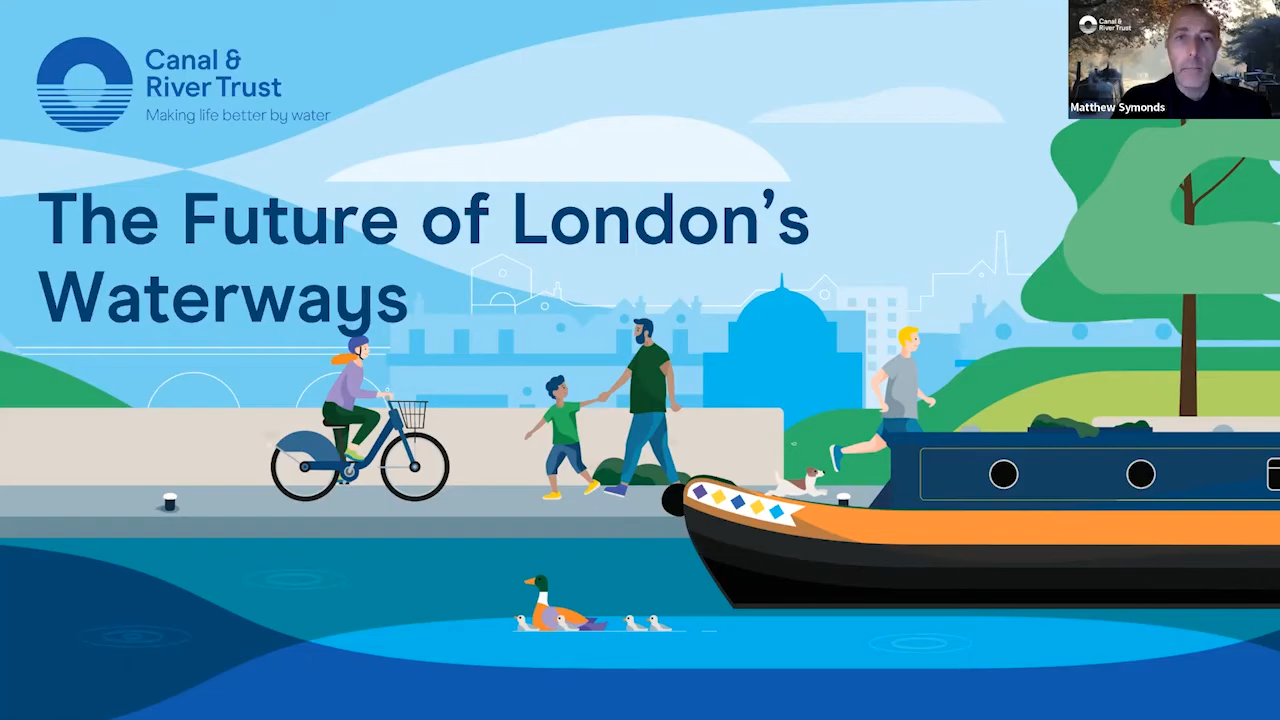 Canal &
River Trust
Making life better by water
The Future of London's
Waterways
Canal &
River Trust
Matthew Symonds